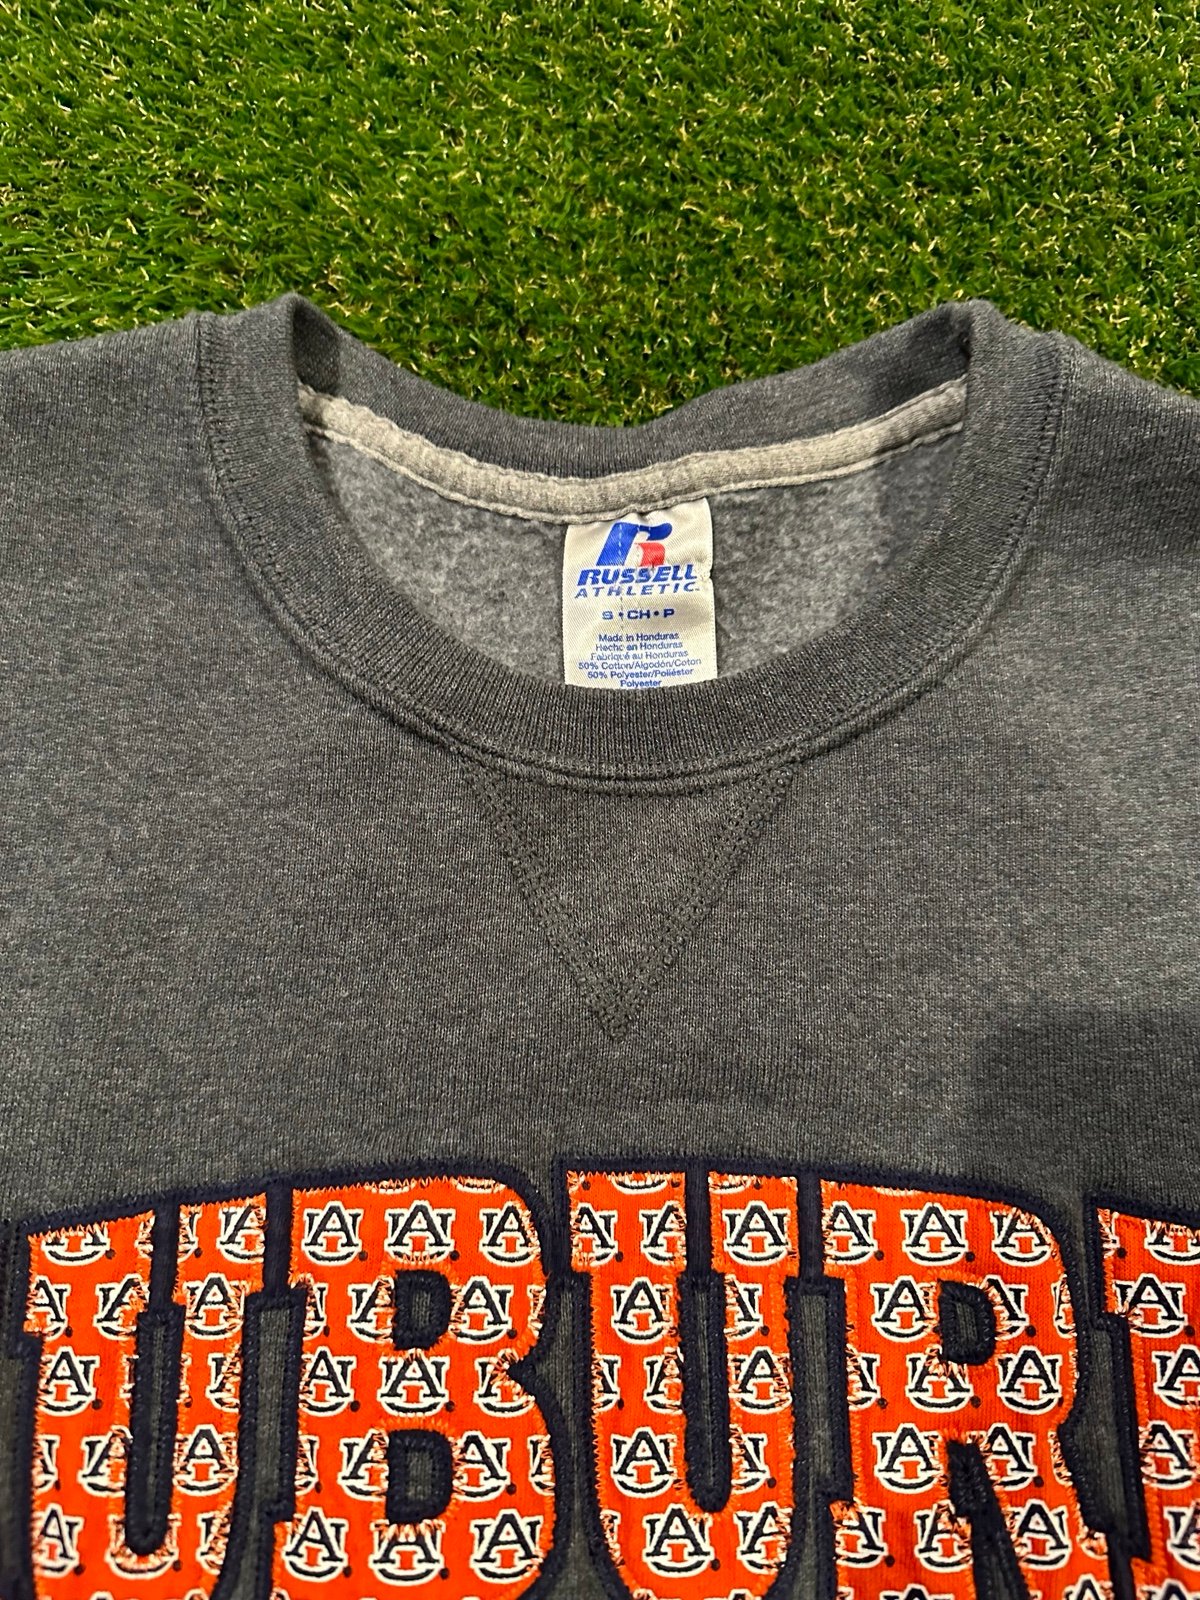 RUSSELL
ATHLETIC
S • CH • P
Made in Honduras
Hecho en Honduras
Fabriqué au Honduras
50% Cotton/Algodón/Coton
50% Polyester/Poliéster
Polyester
UBUR